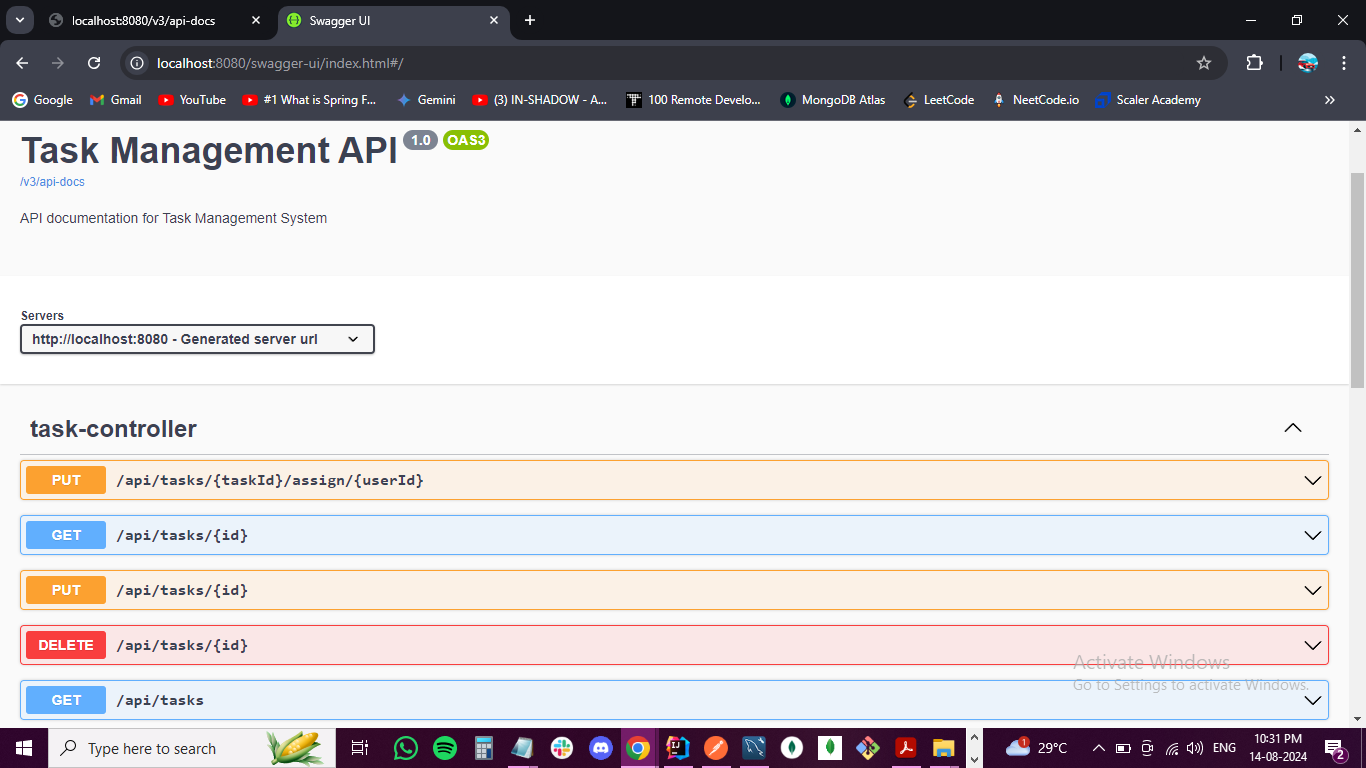 localhost:8080/v3/api-docs
Swagger UI
localhost:8080/swagger-ui/index.html#/
Google
Gmail
YouTube
#1 What is Spring F...
Gemini
(3) IN-SHADOW - A...
100 Remote Develo...
MongoDB Atlas
LeetCode
NeetCode.io
Scaler Academy
Task Management API 1.0 OAS3
/v3/api-docs
API documentation for Task Management System
Servers
http://localhost:8080 - Generated server url
task-controller
PUT /api/tasks/{taskId}/assign/{userId}
GET /api/tasks/{id}
PUT /api/tasks/{id}
DELETE /api/tasks/{id}
GET /api/tasks
Activate Windows
Go to Settings to activate Windows.
Type here to search
1
29°C
ENG
10:31 PM
14-08-2024
2